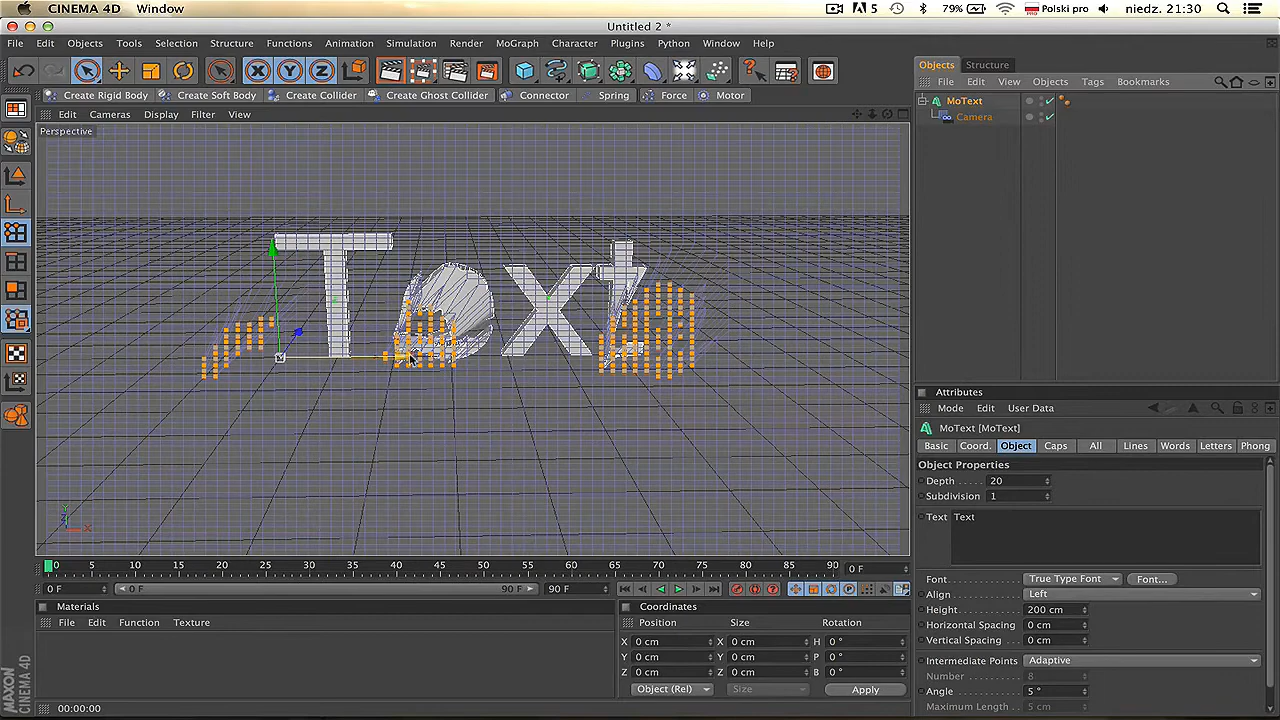 CINEMA 4D Window 5 79% Polski pro niedz. 21:30
Untitled 2 *
File Edit Objects Tools Selection Structure Functions Animation Simulation Render MoGraph Character Plugins Python Window Help
X Y Z
Create Rigid Body Create Soft Body Create Collider Create Ghost Collider Connector Spring Force Motor
Edit Cameras Display Filter View
Perspective
Text
Y
Z
X
0 5 10 15 20 25 30 35 40 45 50 55 60 65 70 75 80 85 90 0 F
0 F 0 F 90 F 90 F
Materials
File Edit Function Texture
Coordinates
Position Size Rotation
X 0 cm X 0 cm H 0 °
Y 0 cm Y 0 cm P 0 °
Z 0 cm Z 0 cm B 0 °
Object (Rel) Size Apply
MAXON
CINEMA 4D
00:00:00
Objects Structure
File Edit View Objects Tags Bookmarks
MoText
Camera
Attributes
Mode Edit User Data
MoText [MoText]
Basic Coord. Object Caps All Lines Words Letters Phong
Object Properties
Depth 20
Subdivision 1
Text Text
Font True Type Font Font...
Align Left
Height 200 cm
Horizontal Spacing 0 cm
Vertical Spacing 0 cm
Intermediate Points Adaptive
Number 8
Angle 5 °
Maximum Length 5 cm